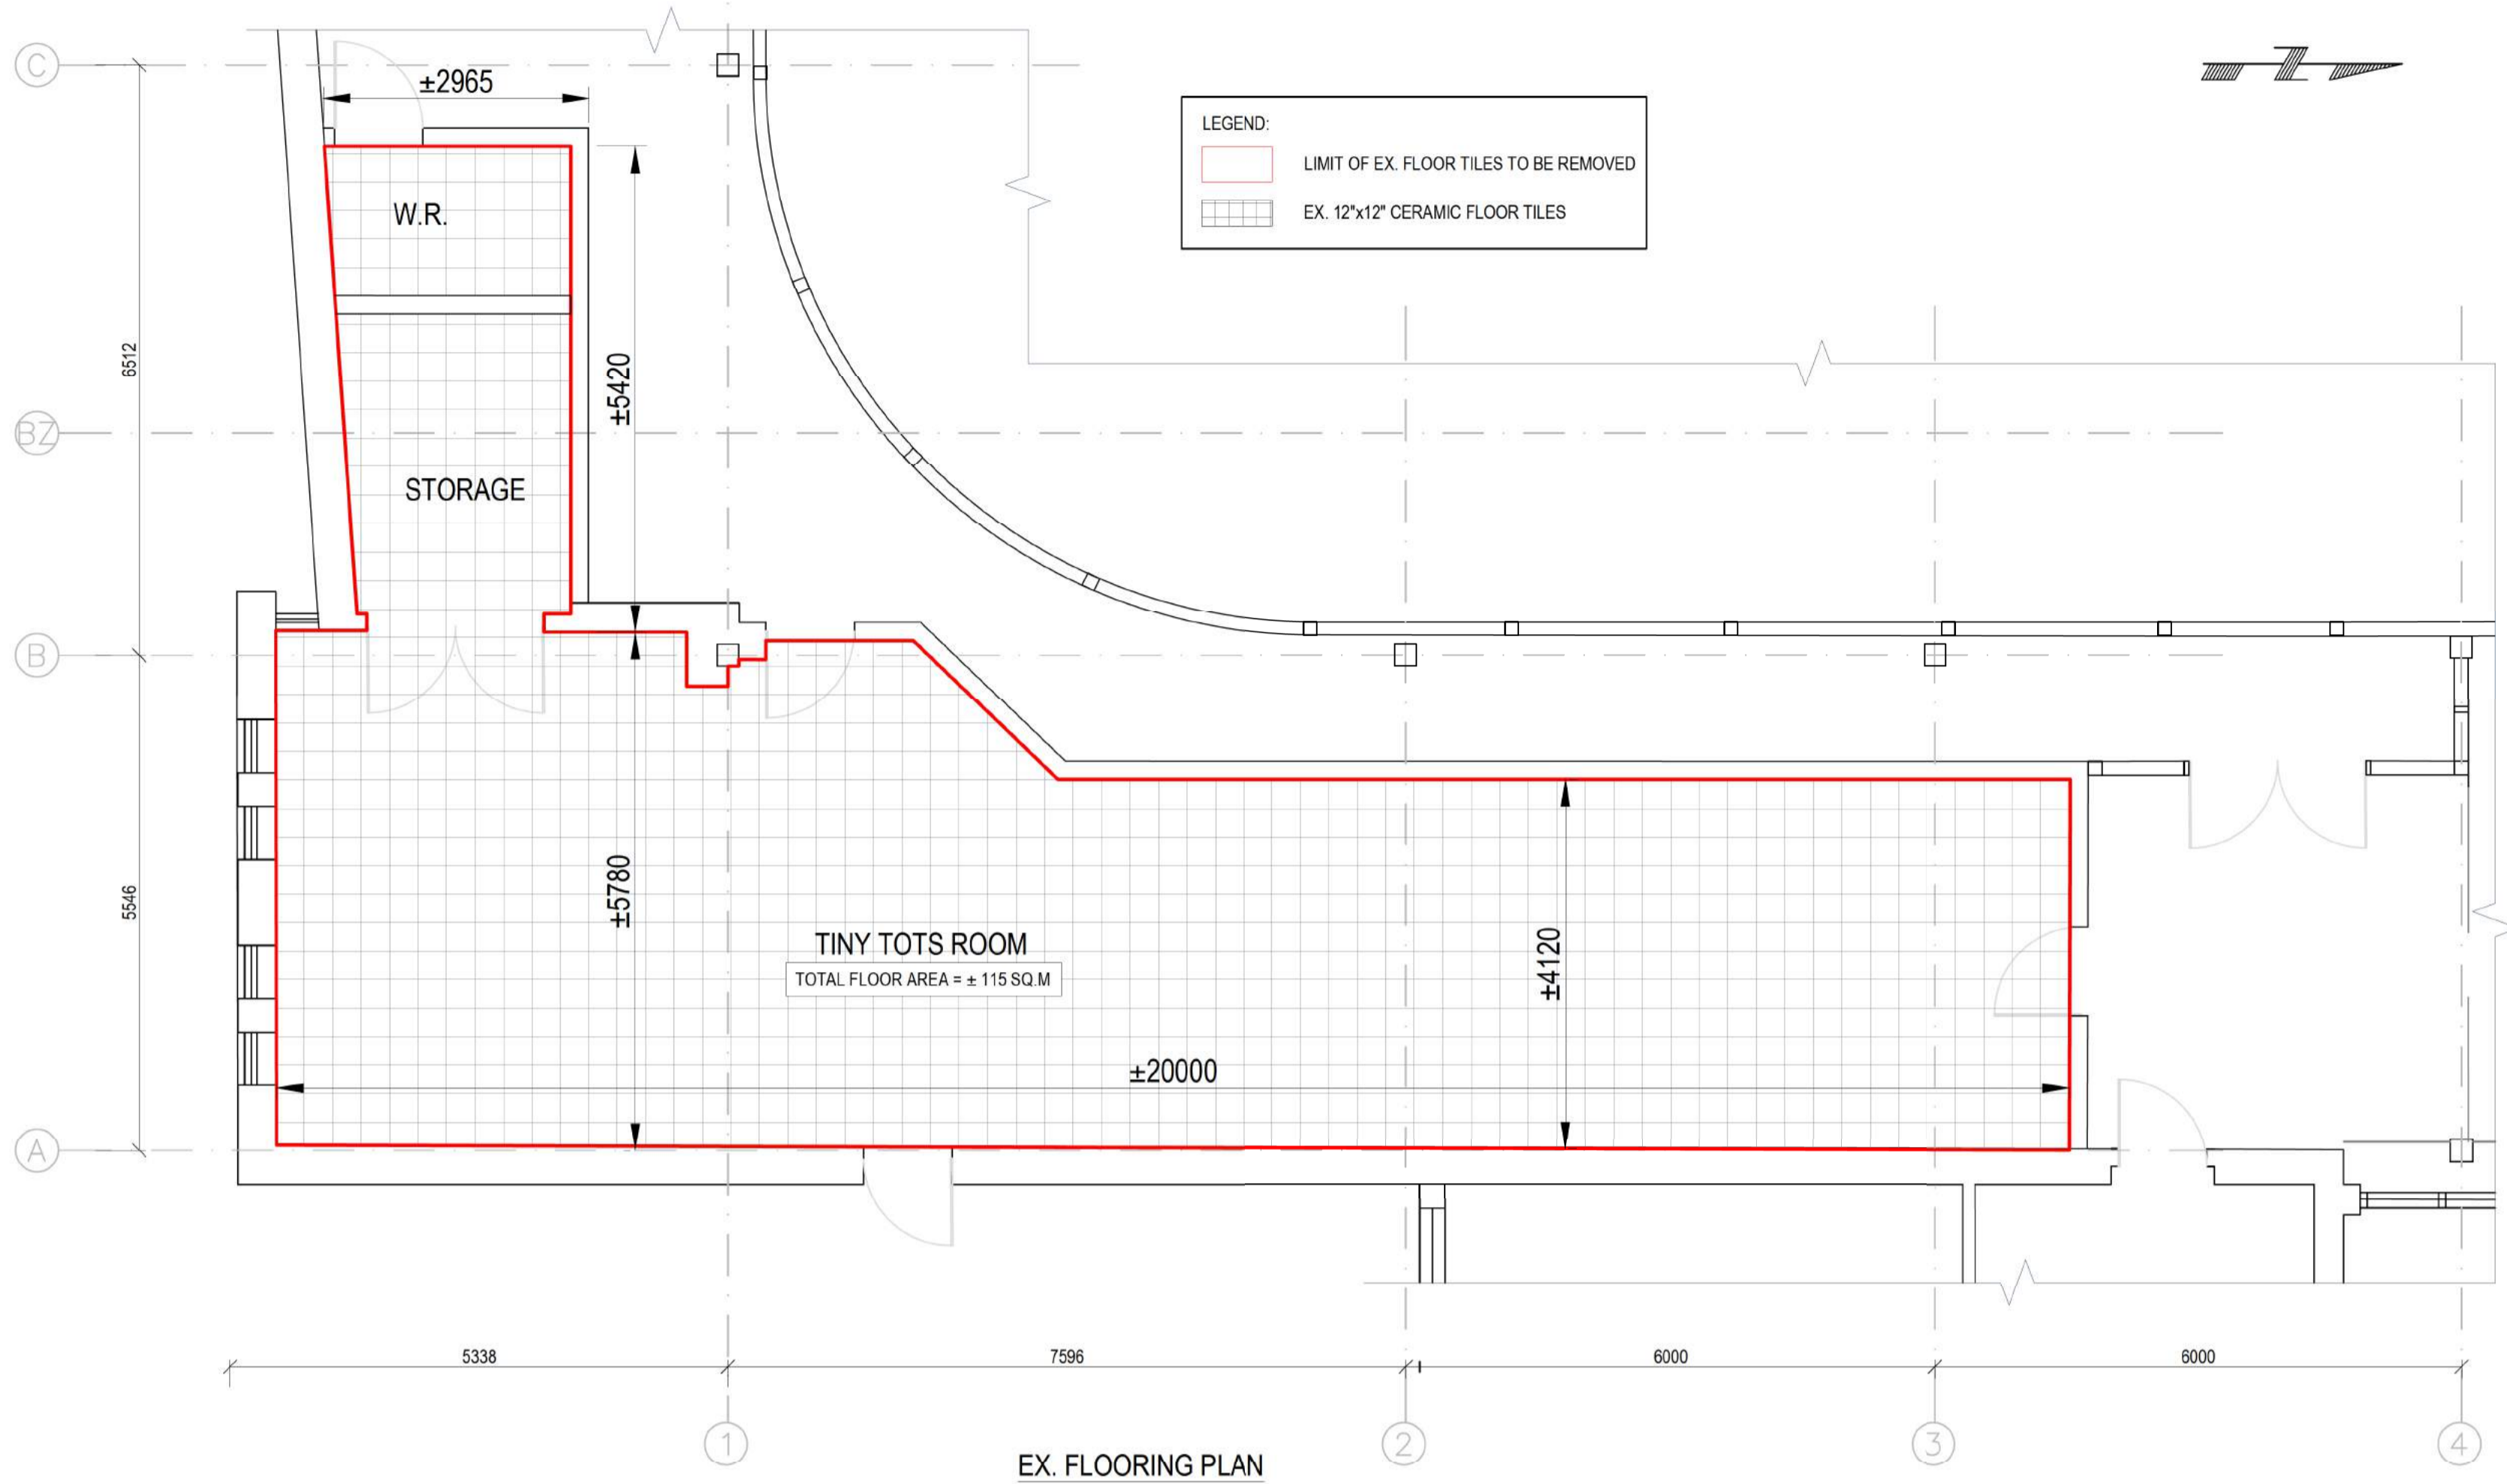 C
±2965
LEGEND:
LIMIT OF EX. FLOOR TILES TO BE REMOVED
EX. 12"x12" CERAMIC FLOOR TILES
W.R.
6512
±5420
BZ
STORAGE
B
5546
±5780
TINY TOTS ROOM
TOTAL FLOOR AREA = ± 115 SQ.M
±4120
±20000
A
5338
7596
6000
6000
1
2
3
4
EX. FLOORING PLAN